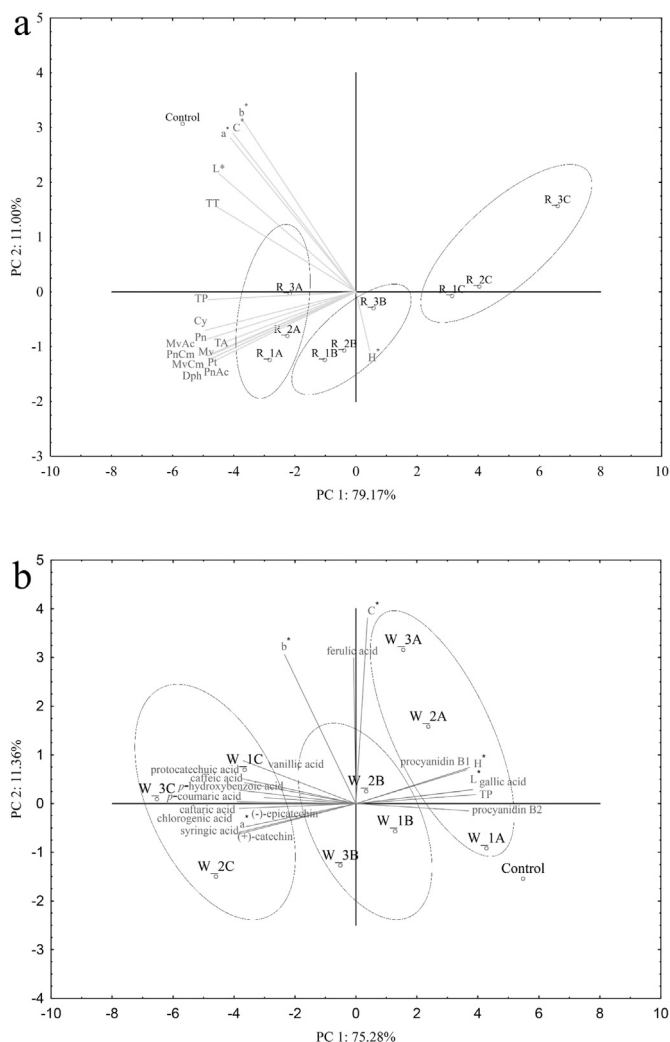 a
5
4
3
2
1
0
-1
-2
-3
PC 2: 11.00%
Control
b*
C*
a*
L*
TT
R_3C
R_2C
R_1C
R_3A
TP
R_3B
Cy
R_2A
Pn
TA
MvAc
Mv
R_2B
PnCm
R_1A
R_1B
H*
MvCm
Pt
Dph
PnAc
-10 -8 -6 -4 -2 0 2 4 6 8 10
PC 1: 79.17%
b
5
4
3
2
1
0
-1
-2
-3
-4
PC 2: 11.36%
C*
W_3A
b*
ferulic acid
W_2A
W_1C
vanillic acid
procyanidin B1
H*
protocatechuic acid
caffeic acid
W_2B
L*
gallic acid
W_3C
p-hydroxybenzoic acid
TP
p-coumaric acid
caftaric acid
procyanidin B2
chlorogenic acid
a*
(-)-epicatechin
W_1B
syringic acid
(+)-catechin
W_1A
W_3B
W_2C
Control
-10 -8 -6 -4 -2 0 2 4 6 8 10
PC 1: 75.28%